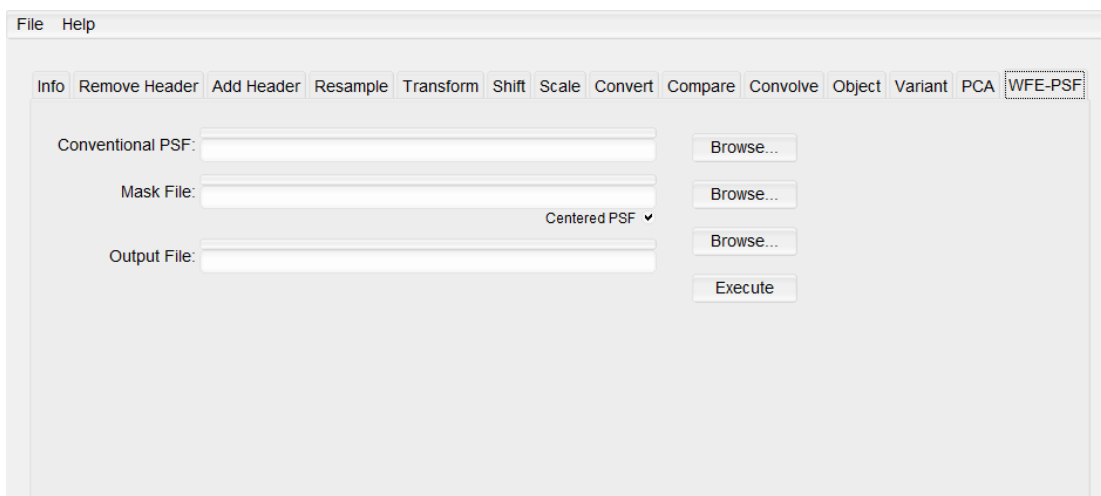 File Help
Info Remove Header Add Header Resample Transform Shift Scale Convert Compare Convolve Object Variant PCA WFE-PSF
Conventional PSF: Browse...
Mask File: Browse...
Centered PSF
Browse...
Output File:
Execute